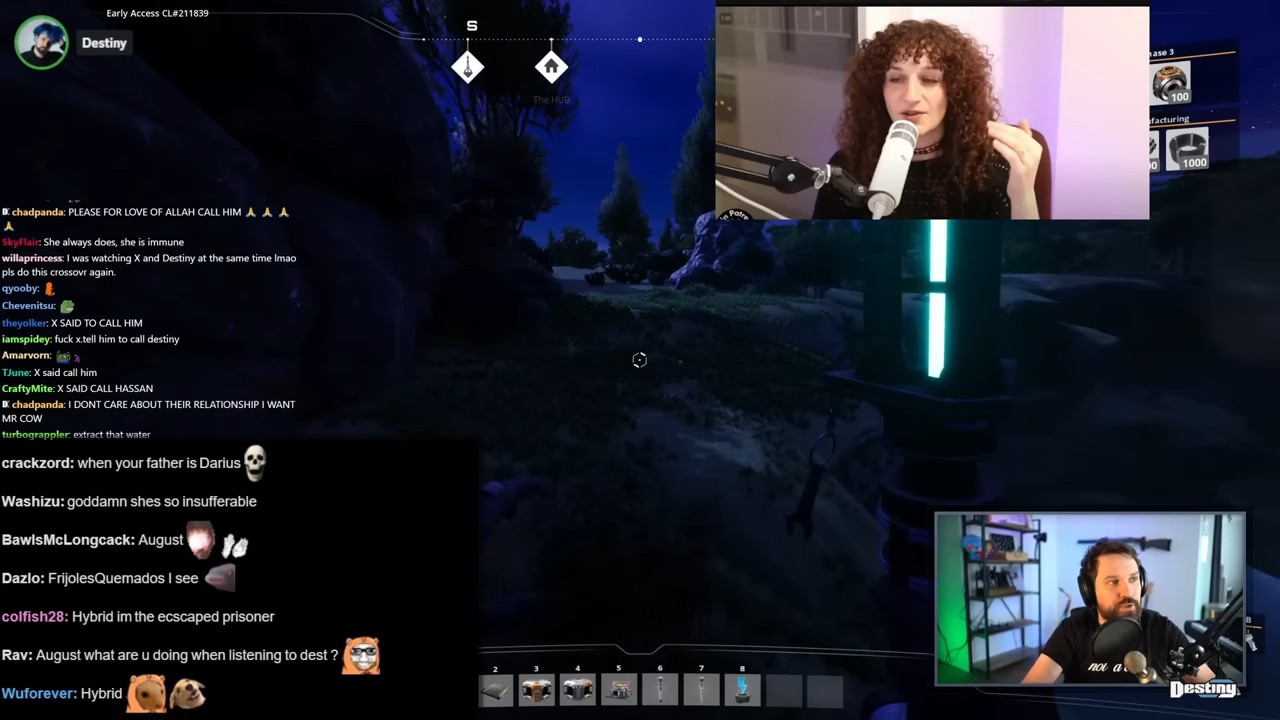 Early Access CL#211839
Destiny
S
The HUB
hase 3
100
ufacturing
00
1000
chadpanda: PLEASE FOR LOVE OF ALLAH CALL HIM 🙏 🙏 🙏
🙏
SkyFlair: She always does, she is immune
willaprincess: I was watching X and Destiny at the same time lmao
pls do this crossovr again.
qyooby:
Chevenitsu:
theyolker: X SAID TO CALL HIM
iamspidey: fuck x.tell him to call destiny
Amarvorn:
TJune: X said call him
CraftyMite: X SAID CALL HASSAN
chadpanda: I DONT CARE ABOUT THEIR RELATIONSHIP I WANT
MR COW
turbograppler: extract that water
crackzord: when your father is Darius
Washizu: goddamn shes so insufferable
BawlsMcLongcack: August
Dazlo: FrijolesQuemados I see
colfish28: Hybrid im the ecscaped prisoner
Rav: August what are u doing when listening to dest ?
Wuforever: Hybrid
2 3 4 5 6 7 8
not a
Destiny